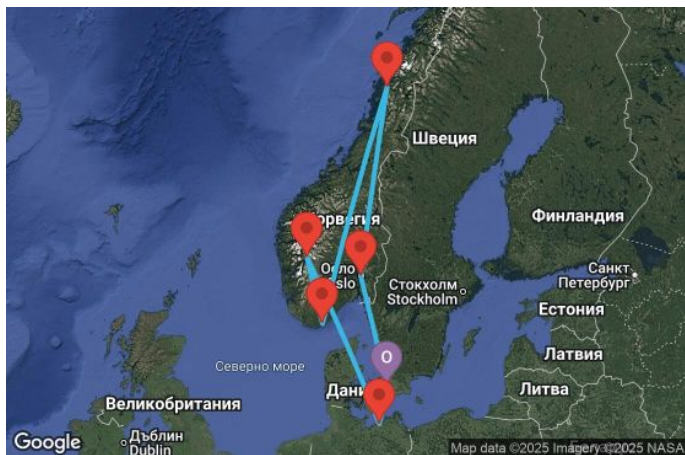 Швеция
Норвегия
Финландия
Осло
Oslo
Стокхолм
Stockholm
Санкт
Петербург
Естония
Северно море
Латвия
Дани
Литва
Великобритания
O
Дъблин
Dublin
Google
Map data ©2025 Imagery ©2025 NASA